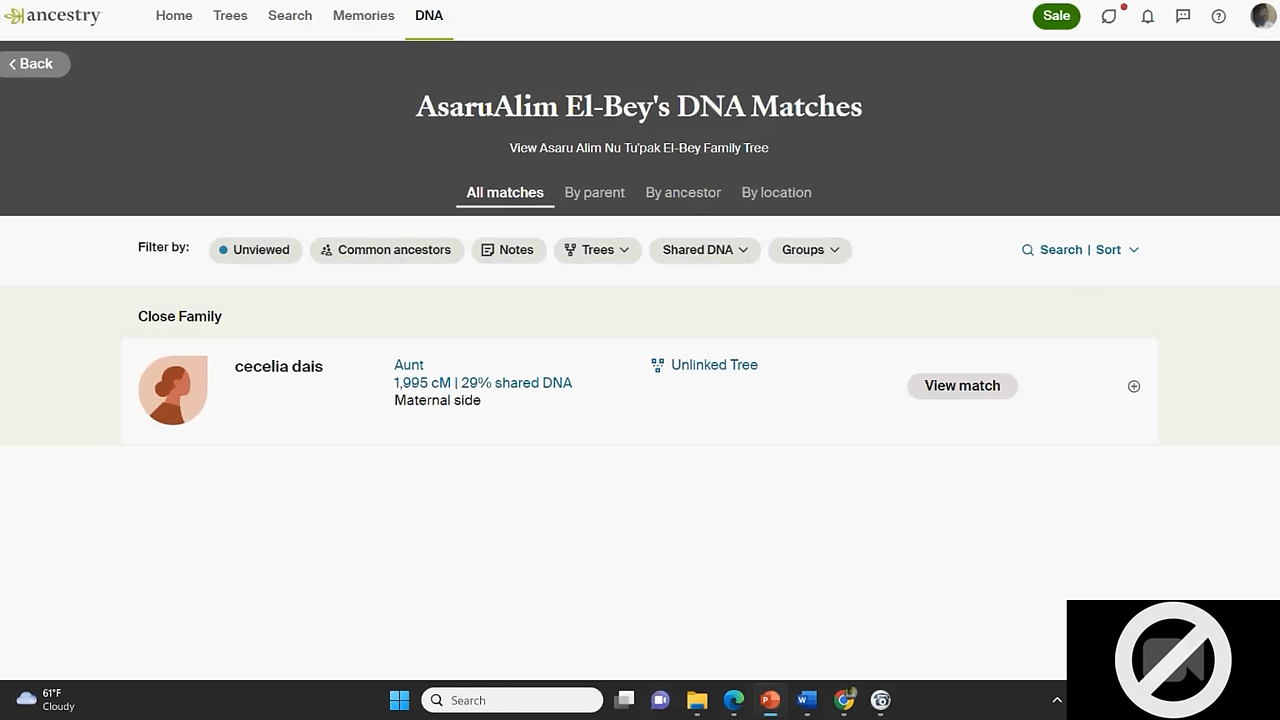 ancestry Home Trees Search Memories DNA Sale
Back
AsaruAlim El-Bey's DNA Matches
View Asaru Alim Nu Tu'pak El-Bey Family Tree
All matches By parent By ancestor By location
Filter by: Unviewed Common ancestors Notes Trees Shared DNA Groups Search | Sort
Close Family
cecelia dais Aunt Unlinked Tree View match
1,995 cM | 29% shared DNA
Maternal side
61°F
Cloudy
Search